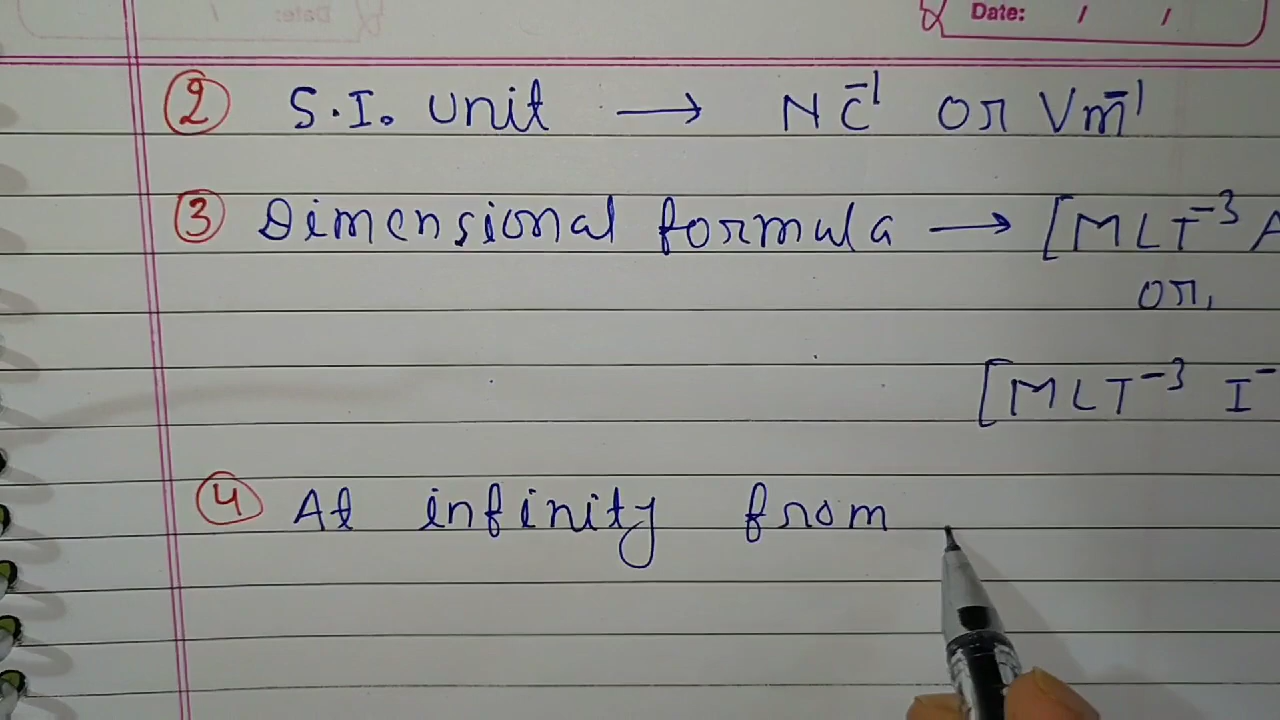 Date: / /
② S.I. unit → N C⁻¹ or Vm⁻¹
③ Dimensional formula → [MLT⁻³ A
or,
[MLT⁻³ I⁻
④ At infinity from